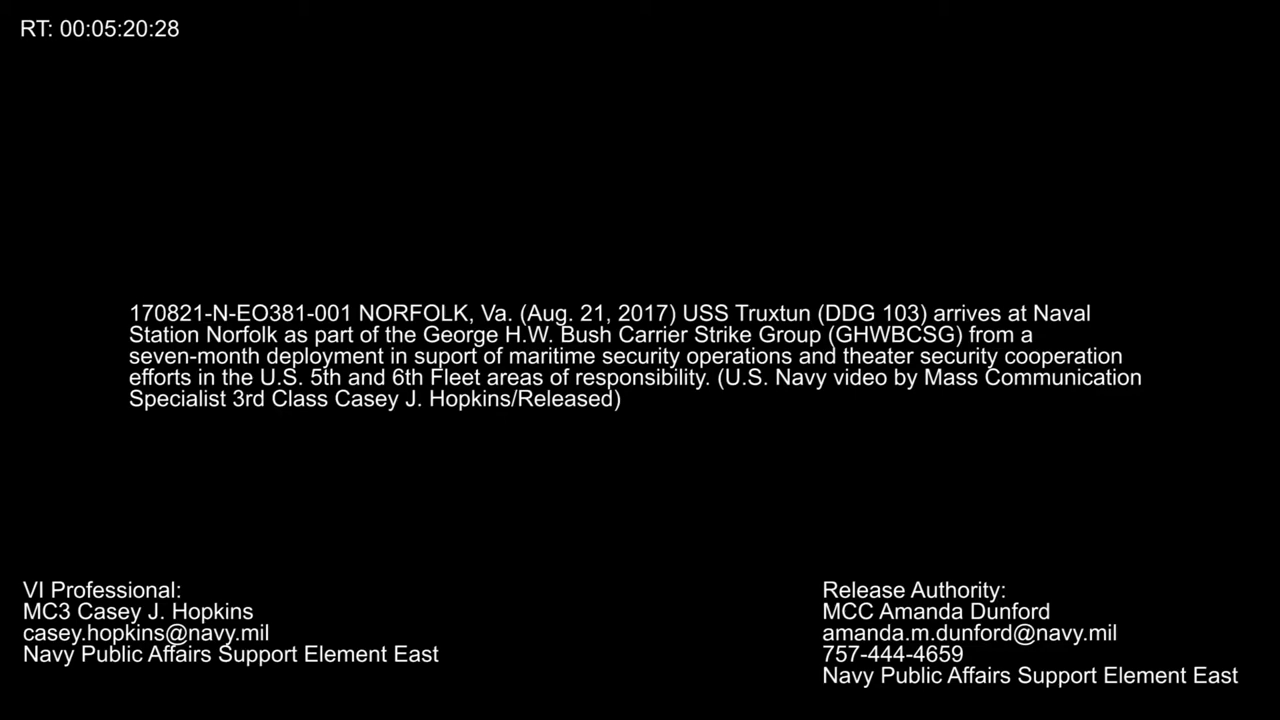 RT: 00:05:20:28
170821-N-EO381-001 NORFOLK, Va. (Aug. 21, 2017) USS Truxtun (DDG 103) arrives at Naval
Station Norfolk as part of the George H.W. Bush Carrier Strike Group (GHWBCSG) from a
seven-month deployment in suport of maritime security operations and theater security cooperation
efforts in the U.S. 5th and 6th Fleet areas of responsibility. (U.S. Navy video by Mass Communication
Specialist 3rd Class Casey J. Hopkins/Released)
VI Professional:
MC3 Casey J. Hopkins
casey.hopkins@navy.mil
Navy Public Affairs Support Element East
Release Authority:
MCC Amanda Dunford
amanda.m.dunford@navy.mil
757-444-4659
Navy Public Affairs Support Element East